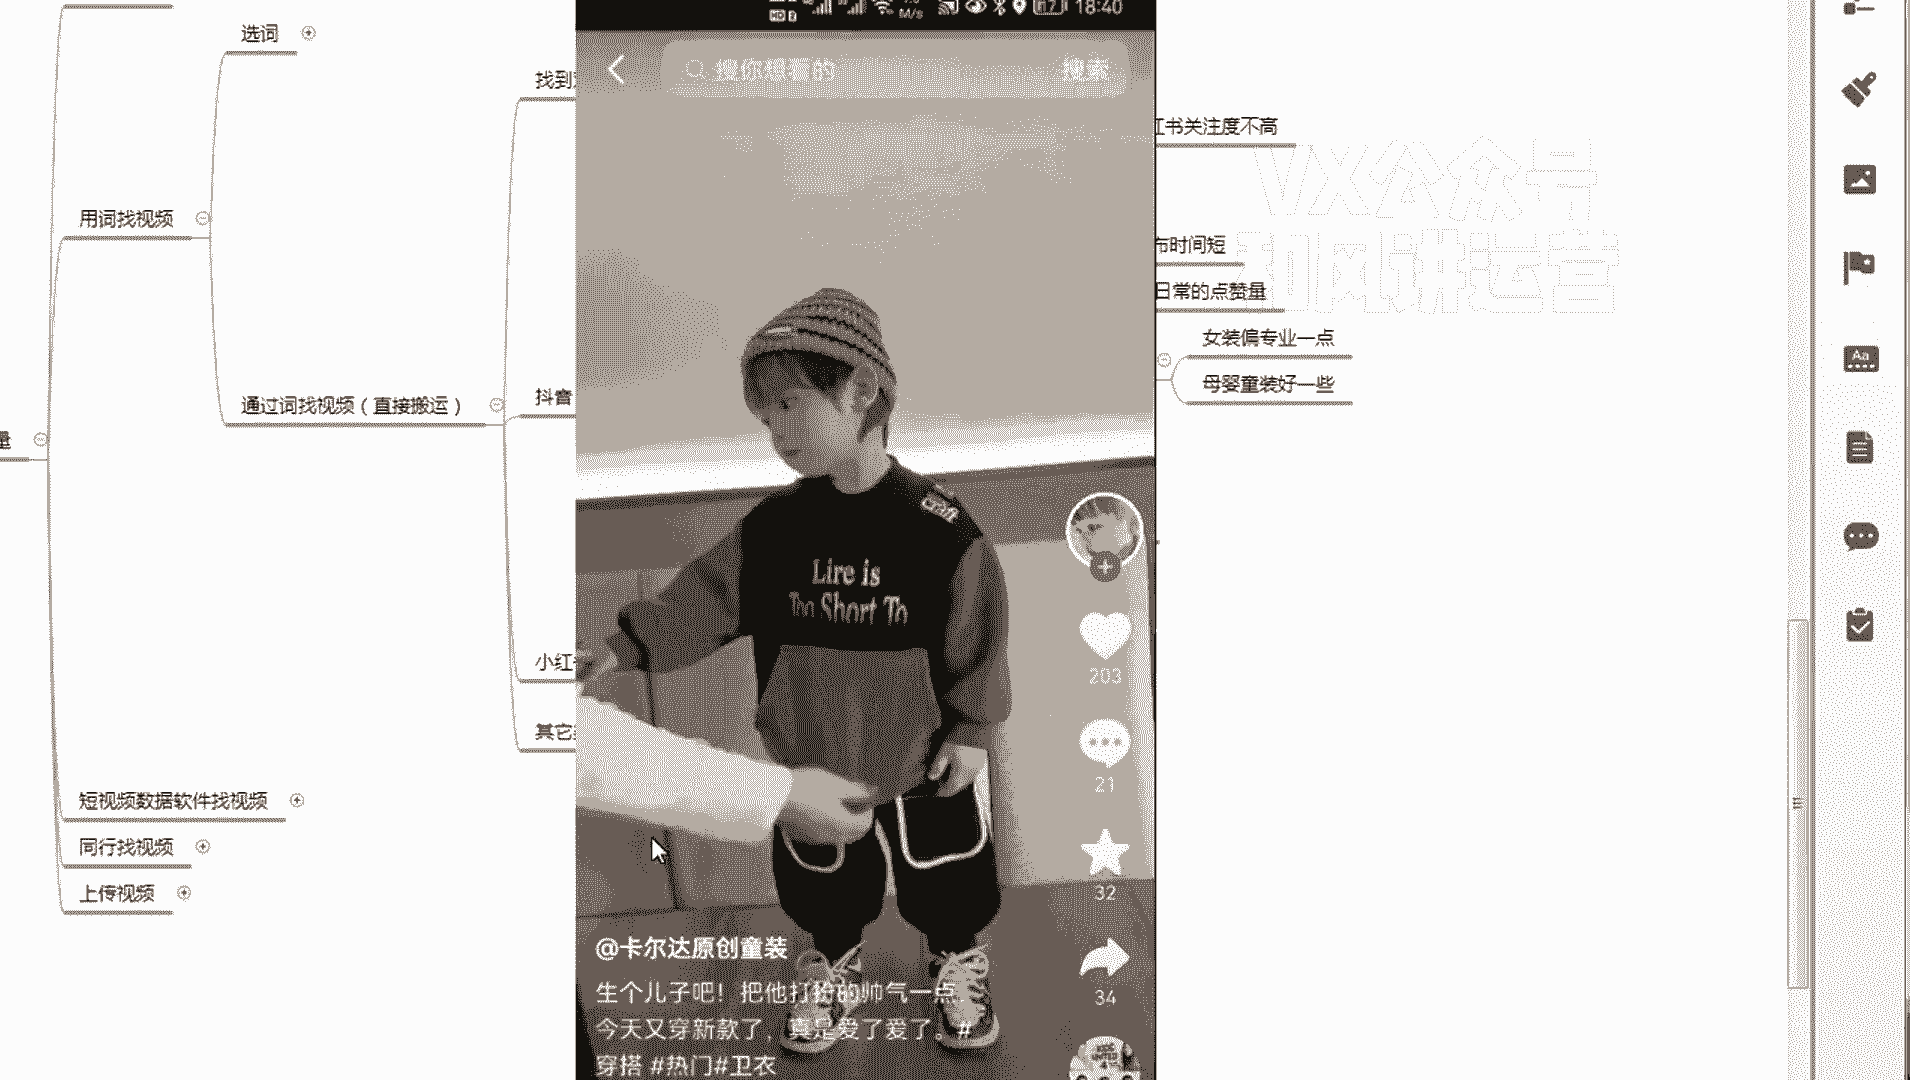 选词
找到
用词找视频
通过词找视频（直接搬运）
抖音
其它
短视频数据软件找视频
同行找视频
上传视频
M/s
18:40
搜你想看的
搜索
craft
Lire is
Too Short To
203
21
32
34
@卡尔达原创童装
生个儿子吧！把他打扮的帅气一点，
今天又穿新款了，真是爱了爱了。#
穿搭 #热门#卫衣
书关注度不高
VX公众号
和风讲运营
布时间短
日常的点赞量
女装偏专业一点
母婴童装好一些
量
小红
Aa